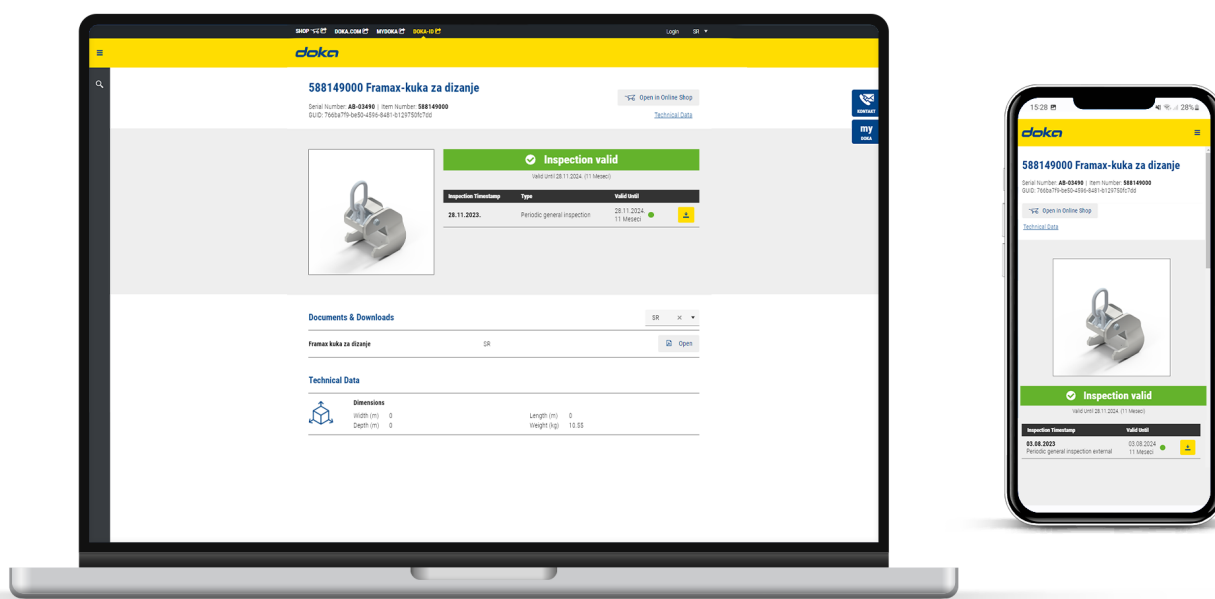 SHOP DOKA.COM MYDOKA DOKA-ID Login SR
doka
588149000 Framax-kuka za dizanje
Serial Number: AB-03490 | Item Number: 588149000
GUID: 766ba7f9-be50-4596-8481-b129750fc7dd
Open in Online Shop
Technical Data
KONTAKT
my
DOKA
Inspection valid
Valid Until 28.11.2024. (11 Meseci)
Inspection Timestamp Type Valid Until
28.11.2023. Periodic general inspection 28.11.2024.
11 Meseci
Documents & Downloads SR
Framax kuka za dizanje SR Open
Technical Data
Dimensions
Width (m) 0 Length (m) 0
Depth (m) 0 Weight (kg) 10.55
15:28 28%
doka
588149000 Framax-kuka za dizanje
Serial Number: AB-03490 | Item Number: 588149000
GUID: 766ba7f9-be50-4596-8481-b129750fc7dd
Open in Online Shop
Technical Data
Inspection valid
Valid Until 28.11.2024. (11 Meseci)
Inspection Timestamp Valid Until
03.08.2023 03.08.2024
Periodic general inspection external 11 Meseci